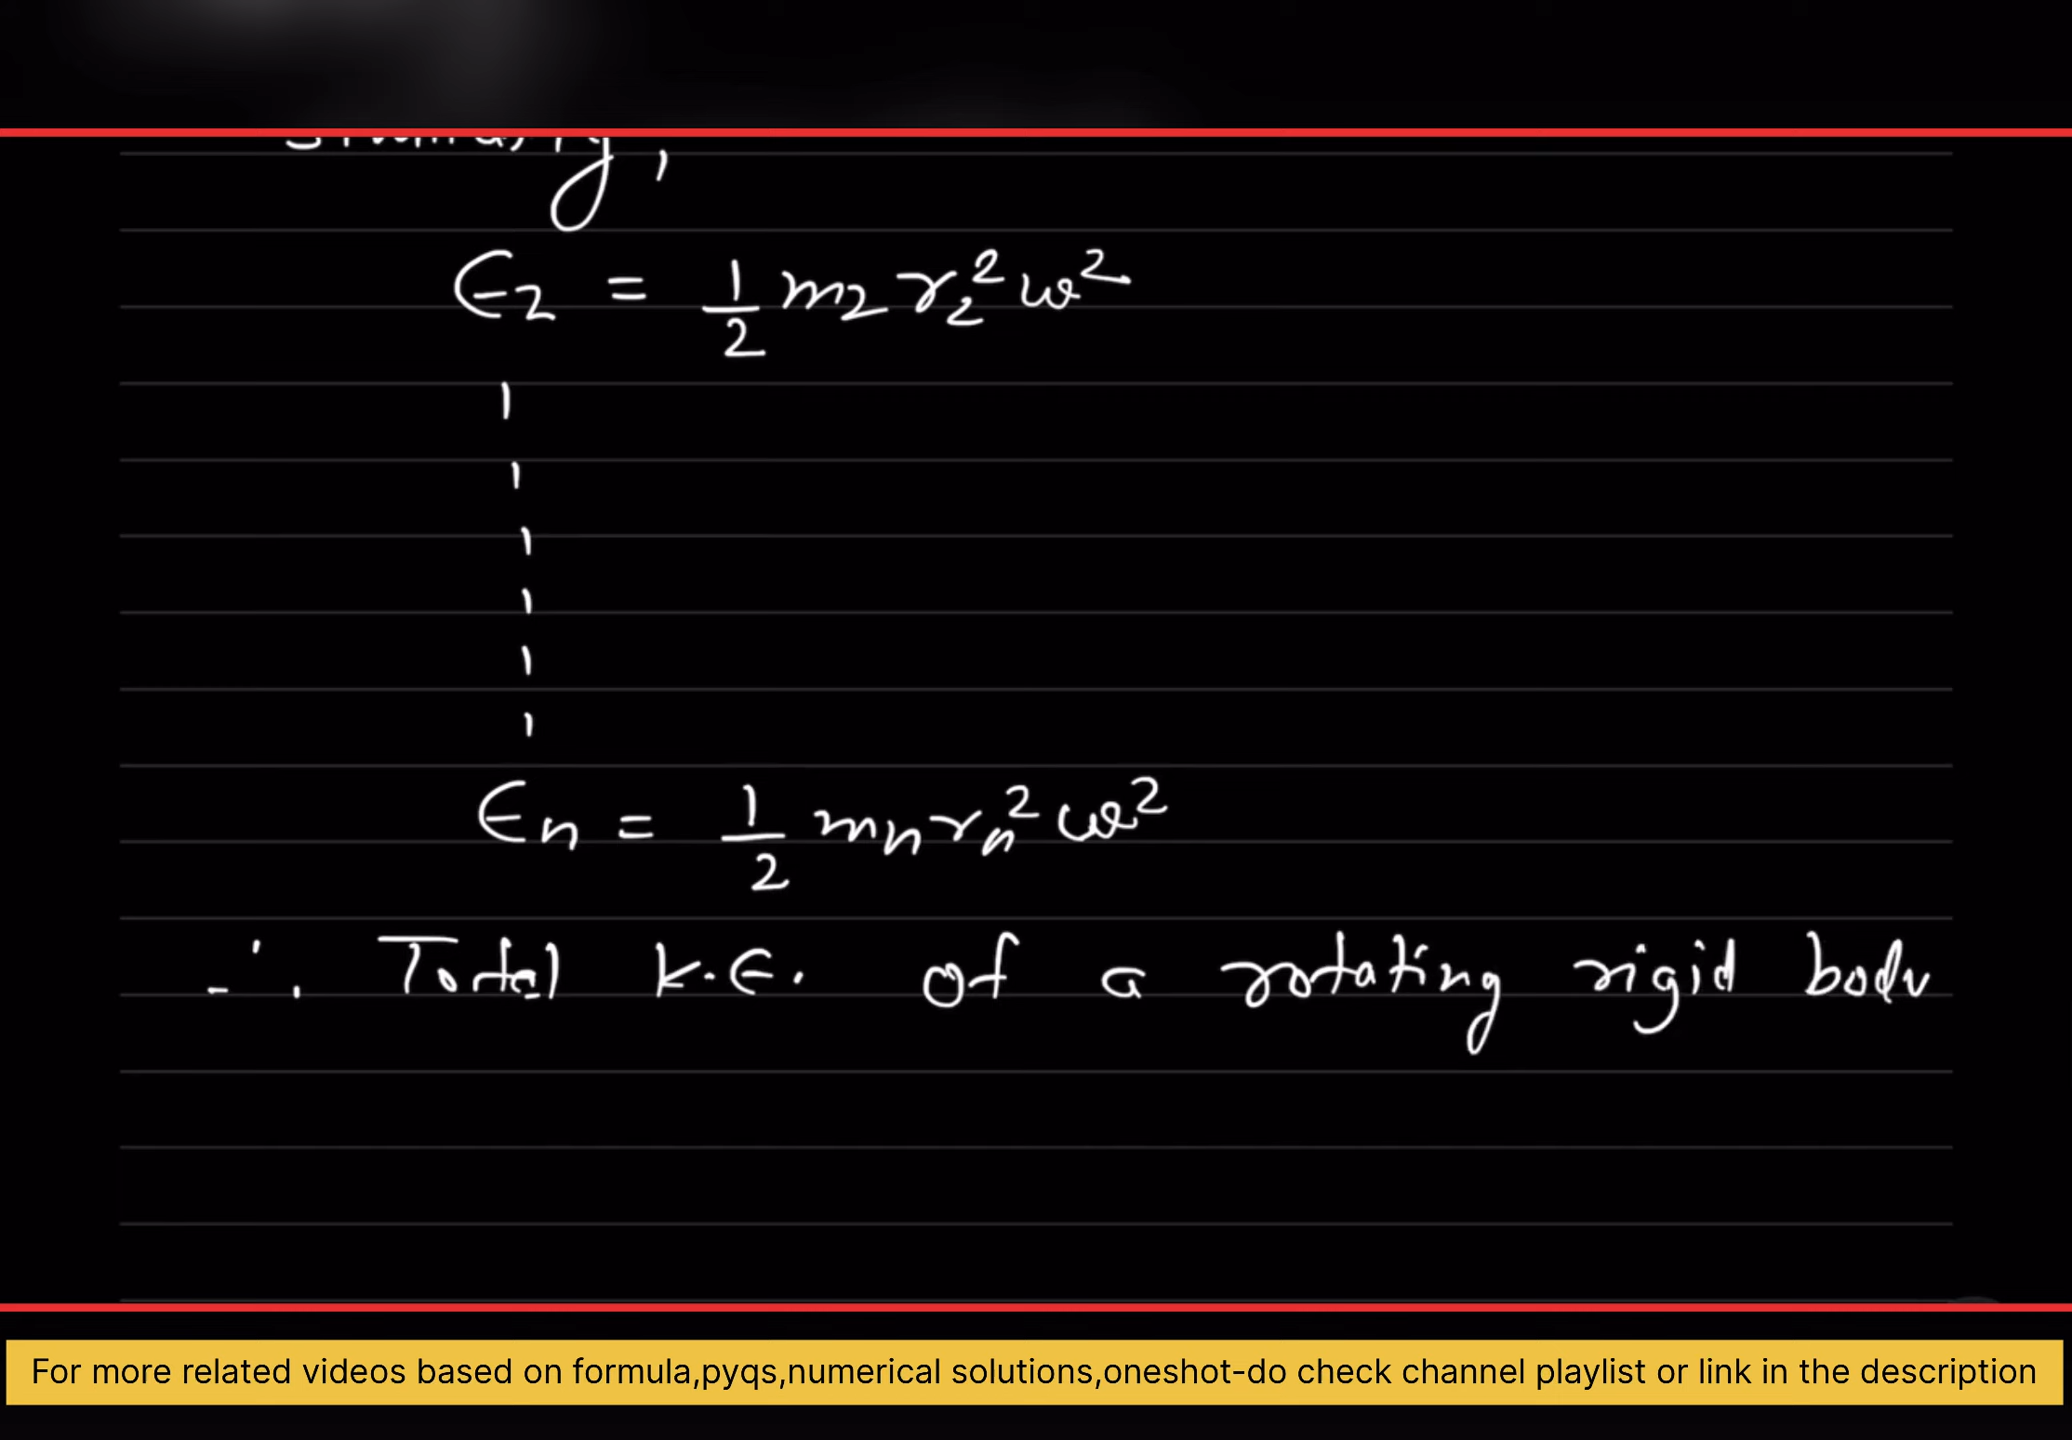 E₂ = 1/2 m₂ r₂² ω²
Eₙ = 1/2 mₙ rₙ² ω²
∴ Total K.E. of a rotating rigid body
For more related videos based on formula,pyqs,numerical solutions,oneshot-do check channel playlist or link in the description